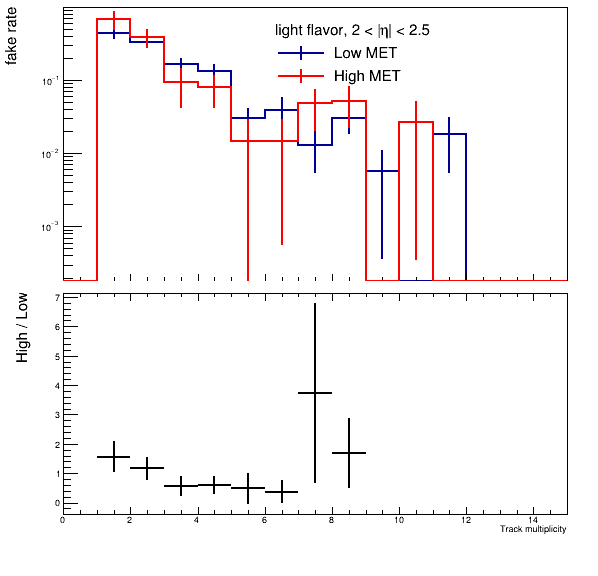 fake rate
light flavor, 2 < |η| < 2.5
Low MET
High MET
10⁻¹
10⁻²
10⁻³
High / Low
7
6
5
4
3
2
1
0
0 2 4 6 8 10 12 14
Track multiplicity